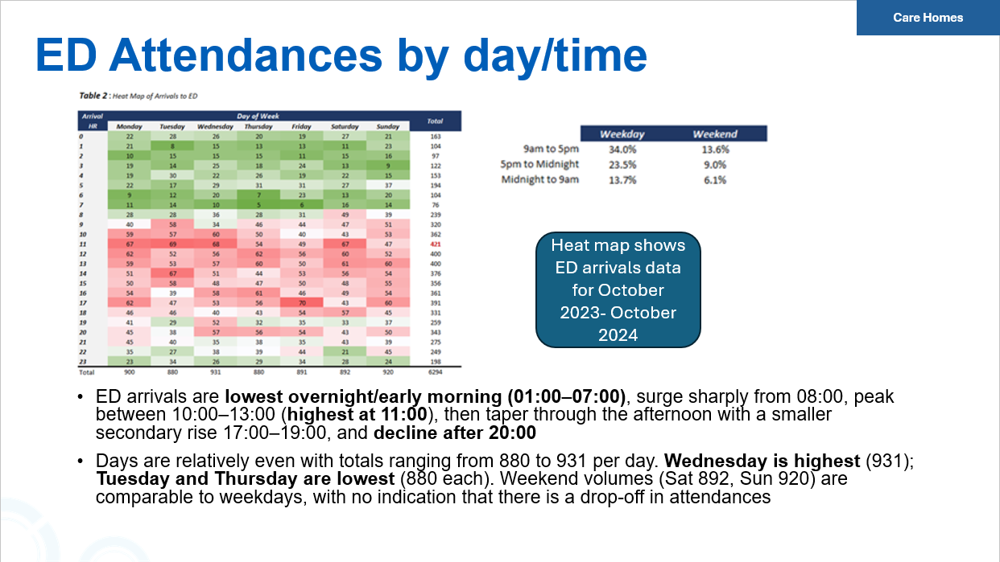 Care Homes
ED Attendances by day/time
Table 2 : Heat Map of Arrivals to ED
Arrival HR Day of Week Total
Monday Tuesday Wednesday Thursday Friday Saturday Sunday
0 22 28 26 20 19 27 21 163
1 21 8 15 13 13 11 23 104
2 10 15 15 15 11 15 16 97
3 19 14 25 18 24 13 9 122
4 19 30 22 26 19 22 15 153
5 22 17 29 31 31 27 37 194
6 9 12 20 7 23 13 20 104
7 11 14 10 5 6 16 14 76
8 28 28 36 28 31 49 39 239
9 40 58 34 46 44 47 51 320
10 59 57 60 50 40 43 53 362
11 67 69 68 54 49 67 47 421
12 62 52 56 62 56 60 52 400
13 59 53 57 60 50 61 60 400
14 51 67 51 44 53 56 54 376
15 50 58 48 47 50 48 55 356
16 54 39 58 61 46 49 54 361
17 62 47 53 56 70 43 60 391
18 46 46 40 43 54 57 45 331
19 41 29 52 32 35 33 37 259
20 45 38 57 56 54 43 50 343
21 45 40 35 38 35 43 39 275
22 35 27 38 39 44 21 45 249
23 23 34 26 29 34 28 24 198
Total 900 880 931 880 891 892 920 6294
Weekday Weekend
9am to 5pm 34.0% 13.6%
5pm to Midnight 23.5% 9.0%
Midnight to 9am 13.7% 6.1%
Heat map shows
ED arrivals data
for October
2023- October
2024
• ED arrivals are lowest overnight/early morning (01:00–07:00), surge sharply from 08:00, peak
between 10:00–13:00 (highest at 11:00), then taper through the afternoon with a smaller
secondary rise 17:00–19:00, and decline after 20:00
• Days are relatively even with totals ranging from 880 to 931 per day. Wednesday is highest (931);
Tuesday and Thursday are lowest (880 each). Weekend volumes (Sat 892, Sun 920) are
comparable to weekdays, with no indication that there is a drop-off in attendances